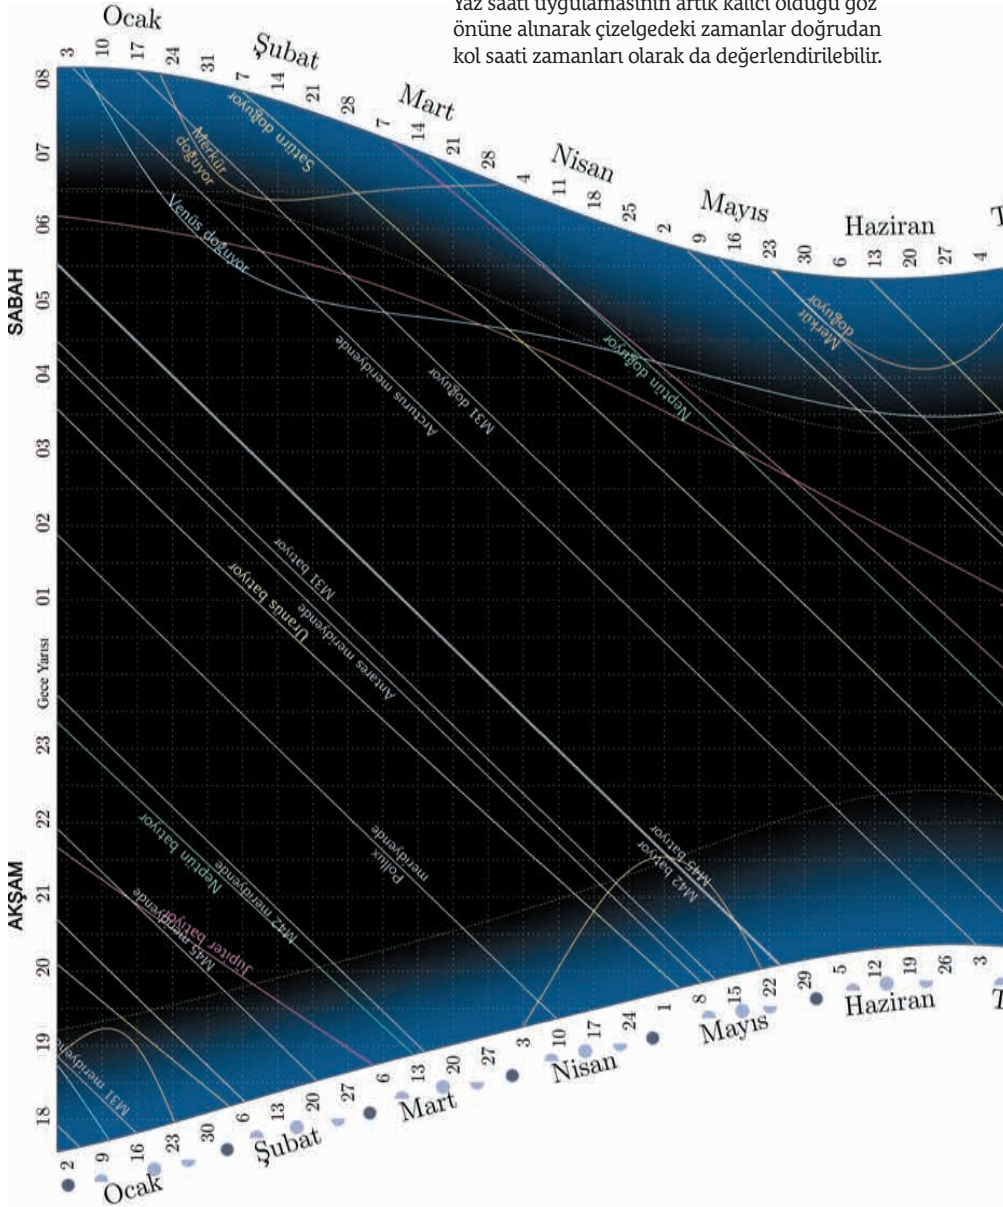 Yaz saati uygulamasının artık kalıcı olduğu göz
önüne alınarak çizelgedeki zamanlar doğrudan
kol saati zamanları olarak da değerlendirilebilir.
Ocak
Şubat
Mart
Nisan
Mayıs
Haziran
T
3 10 17 24 31 7 14 21 28 7 14 21 28 4 11 18 25 2 9 16 23 30 6 13 20 27 4
SABAH
08
07
06
05
04
03
02
01
Gece Yarısı
23
22
21
20
19
18
AKŞAM
Merkür
doğuyor
Satürn doğuyor
Venüs doğuyor
Arcturus meridyende
M31 doğuyor
Neptün doğuyor
Merkür
doğuyor
M31 batıyor
Antares meridyende
Uranüs batıyor
Pollux
meridyende
M45 batıyor
M42 batıyor
Neptün batıyor
M42 meridyende
M45 meridyende
Jüpiter batıyor
M31 meridyende
2 9 16 23 30 6 13 20 27 6 13 20 27 3 10 17 24 1 8 15 22 29 5 12 19 26 3
Ocak
Şubat
Mart
Nisan
Mayıs
Haziran
T